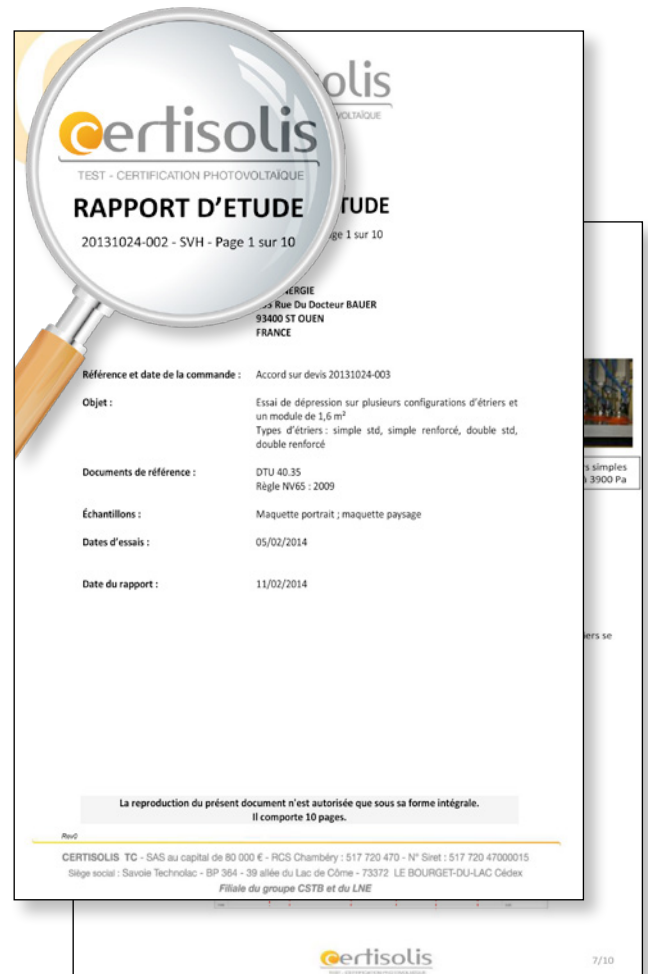 certisolis
TEST - CERTIFICATION PHOTOVOLTAÏQUE
RAPPORT D'ETUDE
20131024-002 - SVH - Page 1 sur 10
olis
VOLTAÏQUE
TUDE
ge 1 sur 10
Rue Du Docteur BAUER
93400 ST OUEN
FRANCE
Référence et date de la commande : Accord sur devis 20131024-003
Objet : Essai de dépression sur plusieurs configurations d'étriers et
un module de 1,6 m²
Types d'étriers : simple std, simple renforcé, double std,
double renforcé
Documents de référence : DTU 40.35
Règle NV65 : 2009
Échantillons : Maquette portrait ; maquette paysage
Dates d'essais : 05/02/2014
Date du rapport : 11/02/2014
s simples
à 3900 Pa
iers se
La reproduction du présent document n'est autorisée que sous sa forme intégrale.
Il comporte 10 pages.
Rev0
CERTISOLIS TC - SAS au capital de 80 000 € - RCS Chambéry : 517 720 470 - N° Siret : 517 720 47000015
Siège social : Savoie Technolac - BP 364 - 39 allée du Lac de Côme - 73372 LE BOURGET-DU-LAC Cédex
Filiale du groupe CSTB et du LNE
certisolis
7/10